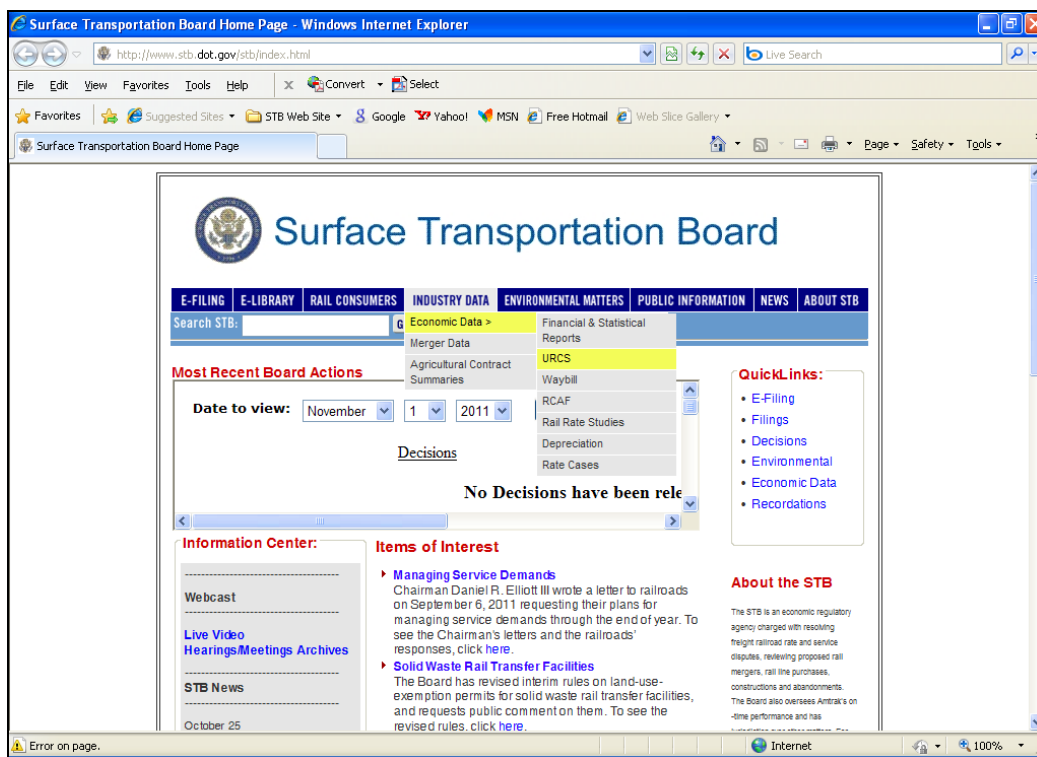 Surface Transportation Board Home Page - Windows Internet Explorer
http://www.stb.dot.gov/stb/index.html
Live Search
File Edit View Favorites Tools Help x Convert Select
Favorites Suggested Sites STB Web Site Google Yahoo! MSN Free Hotmail Web Slice Gallery
Surface Transportation Board Home Page
Page Safety Tools
Surface Transportation Board
E-FILING E-LIBRARY RAIL CONSUMERS INDUSTRY DATA ENVIRONMENTAL MATTERS PUBLIC INFORMATION NEWS ABOUT STB
Search STB: G
Economic Data >
Merger Data
Agricultural Contract
Summaries
Financial & Statistical
Reports
URCS
Waybill
RCAF
Rail Rate Studies
Depreciation
Rate Cases
Most Recent Board Actions
Date to view: November 1 2011
Decisions
No Decisions have been rele
QuickLinks:
• E-Filing
• Filings
• Decisions
• Environmental
• Economic Data
• Recordations
Information Center:
Webcast
Live Video
Hearings/Meetings Archives
STB News
October 25
Items of Interest
Managing Service Demands
Chairman Daniel R. Elliott III wrote a letter to railroads
on September 6, 2011 requesting their plans for
managing service demands through the end of year. To
see the Chairman's letters and the railroads'
responses, click here.
Solid Waste Rail Transfer Facilities
The Board has revised interim rules on land-use-
exemption permits for solid waste rail transfer facilities,
and requests public comment on them. To see the
revised rules, click here.
About the STB
The STB is an economic regulatory
agency charged with resolving
freight railroad rate and service
disputes, reviewing proposed rail
mergers, rail line purchases,
constructions and abandonments.
The Board also oversees Amtrak's on
-time performance and has
Error on page.
Internet
100%